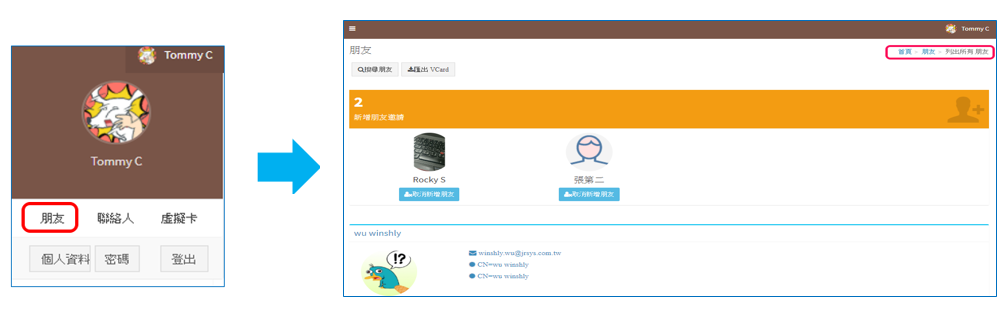 Tommy C
Tommy C
朋友 聯絡人 虛擬卡
個人資料 密碼 登出
Tommy C
朋友
首頁 - 朋友 - 列出所有 朋友
搜尋朋友 匯出 VCard
2
新增朋友邀請
Rocky S 張第二
取消新增朋友 取消新增朋友
wu winshly
!?
winshly.wu@jrsys.com.tw
CN=wu winshly
CN=wu winshly